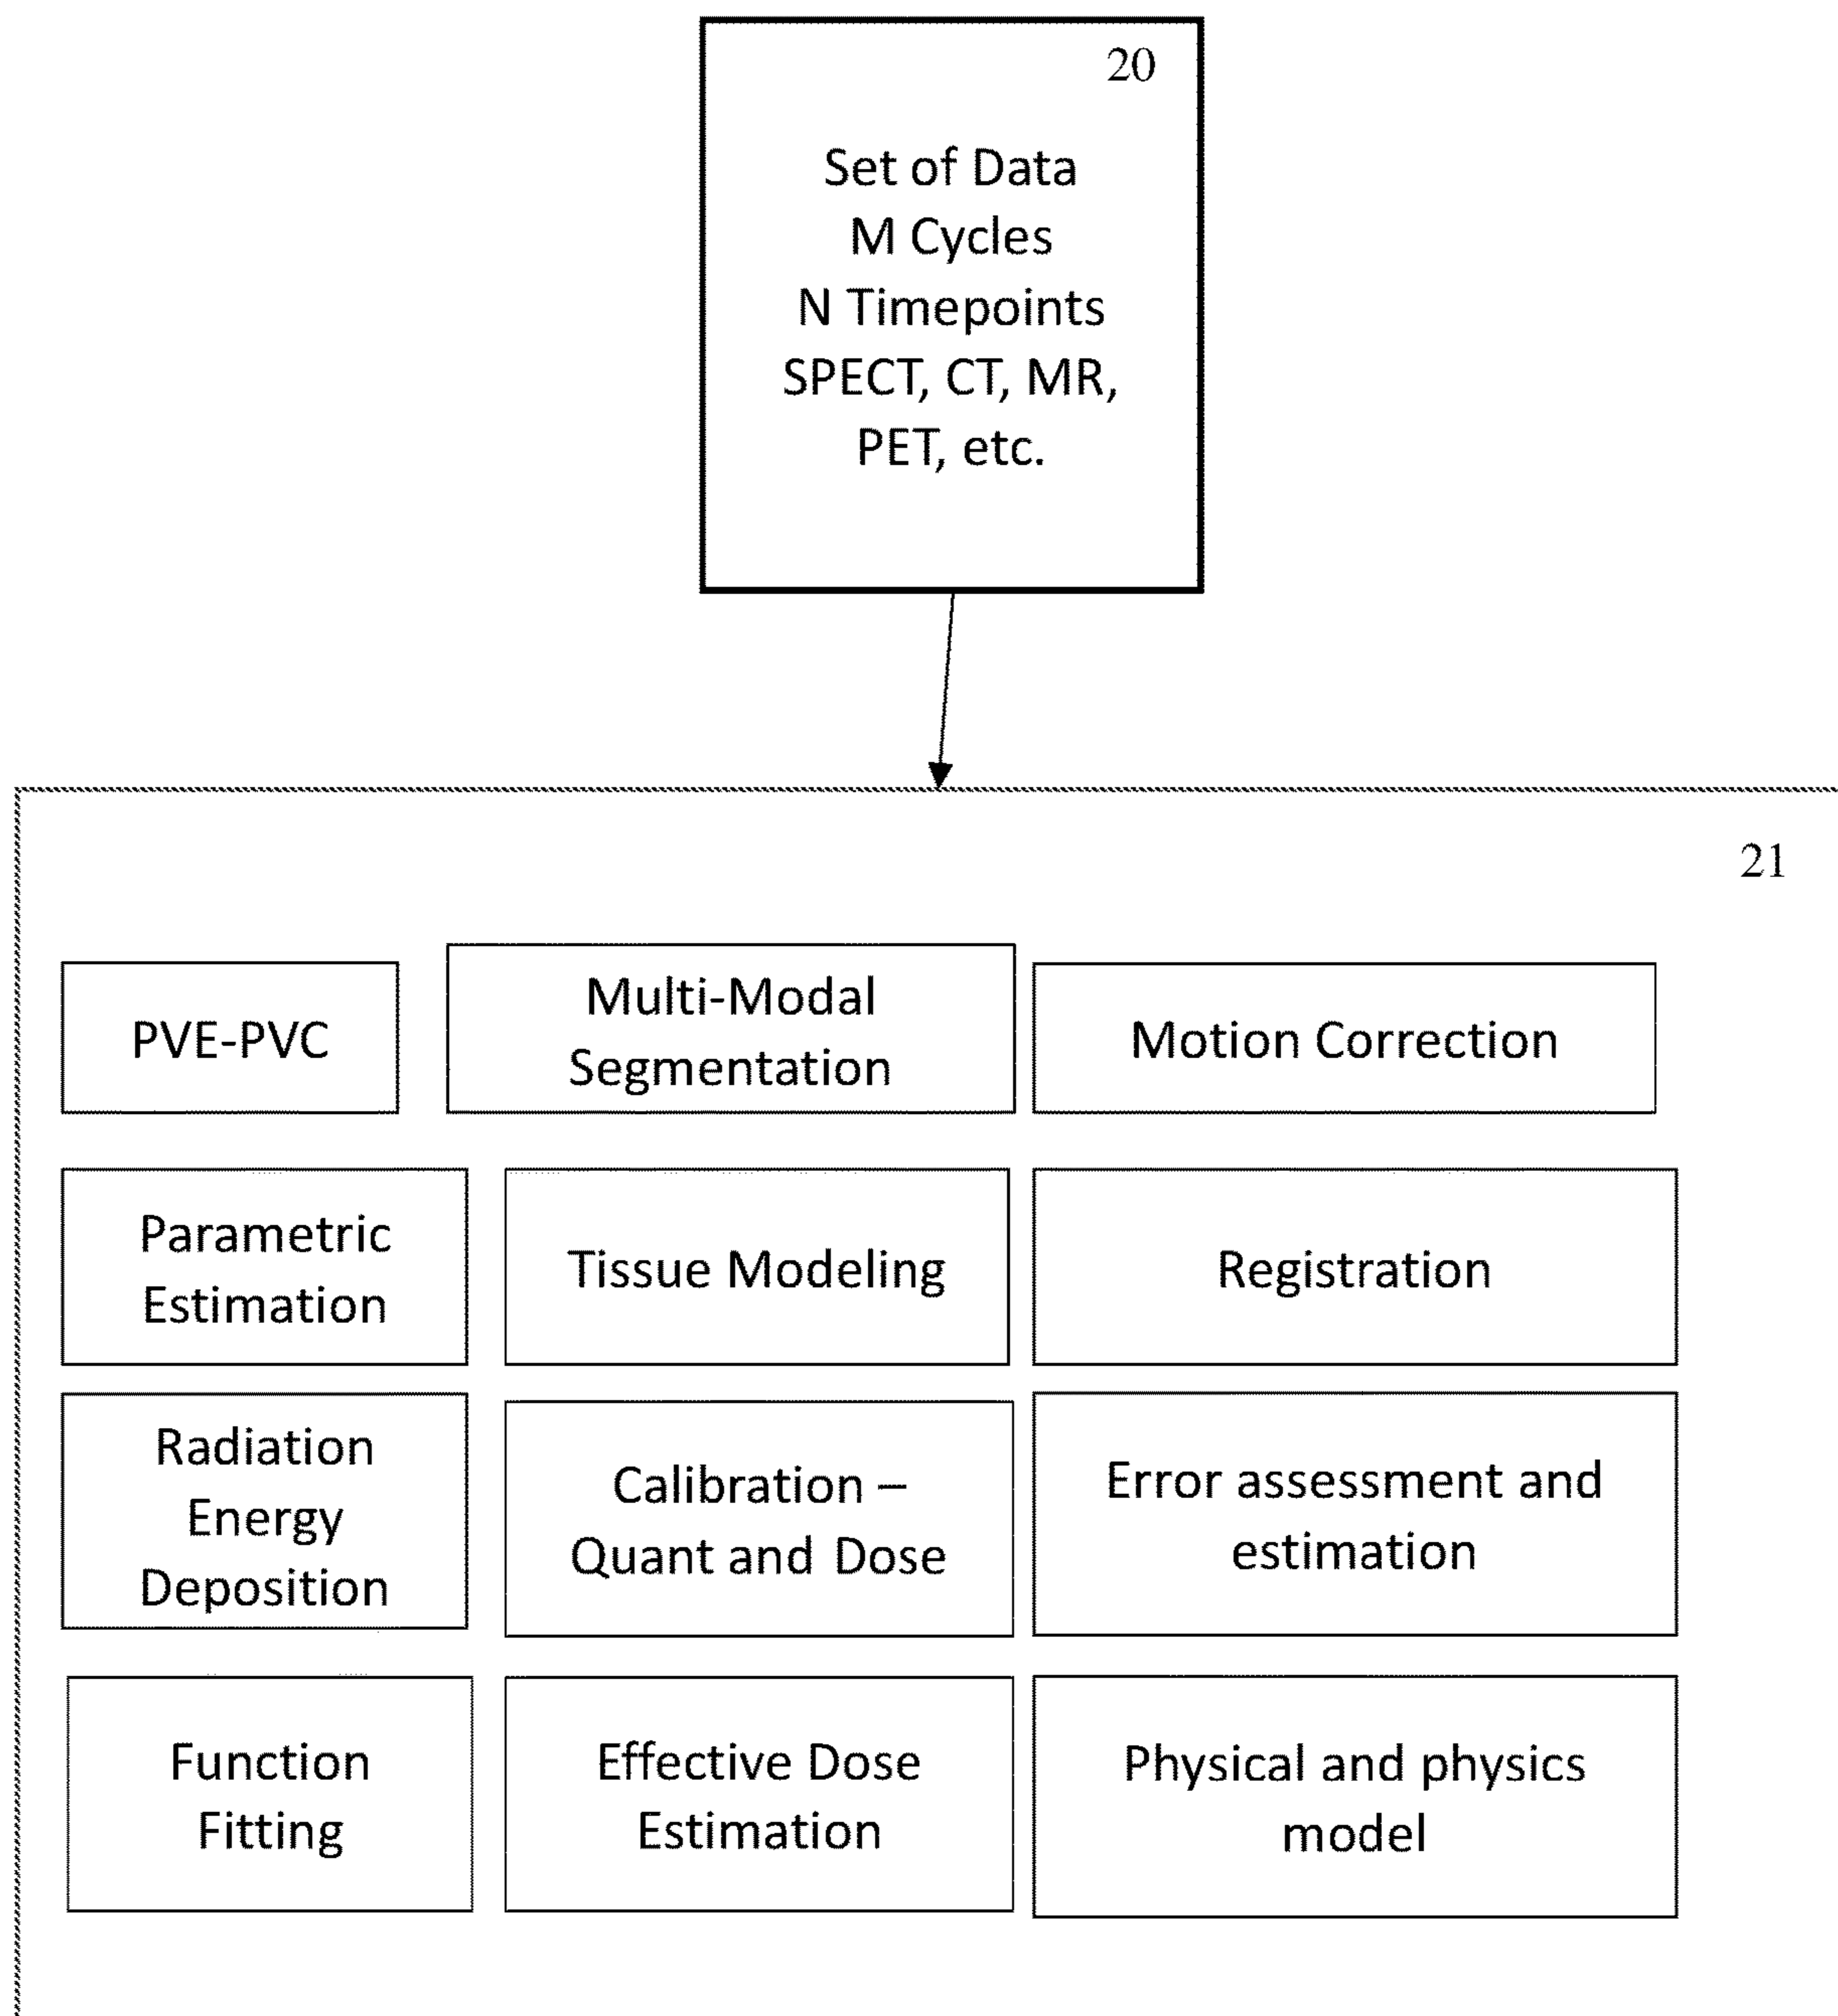 20
Set of Data
M Cycles
N Timepoints
SPECT, CT, MR,
PET, etc.
21
PVE-PVC
Multi-Modal
Segmentation
Motion Correction
Parametric
Estimation
Tissue Modeling
Registration
Radiation
Energy
Deposition
Calibration –
Quant and Dose
Error assessment and
estimation
Function
Fitting
Effective Dose
Estimation
Physical and physics
model